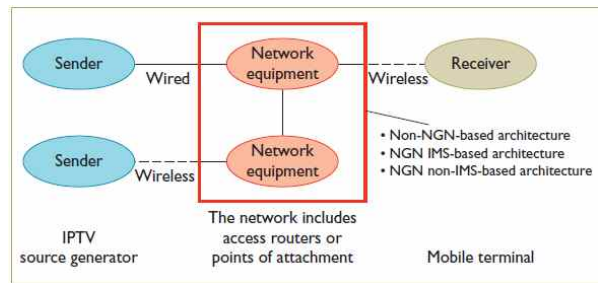 Sender
Wired
Network
equipment
Wireless
Receiver
Sender
Wireless
Network
equipment
• Non-NGN-based architecture
• NGN IMS-based architecture
• NGN non-IMS-based architecture
IPTV
source generator
The network includes
access routers or
points of attachment
Mobile terminal